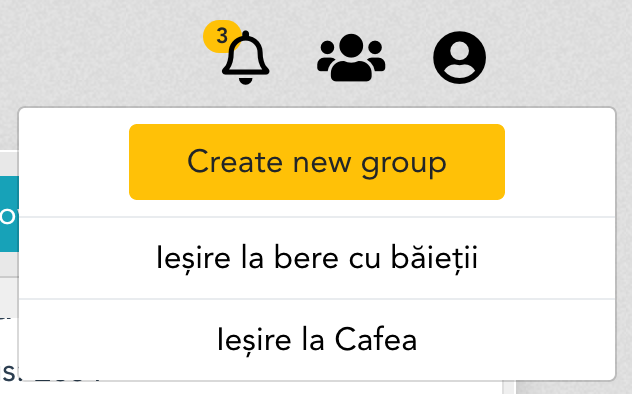 3
Create new group
Ieșire la bere cu băieții
Ieșire la Cafea